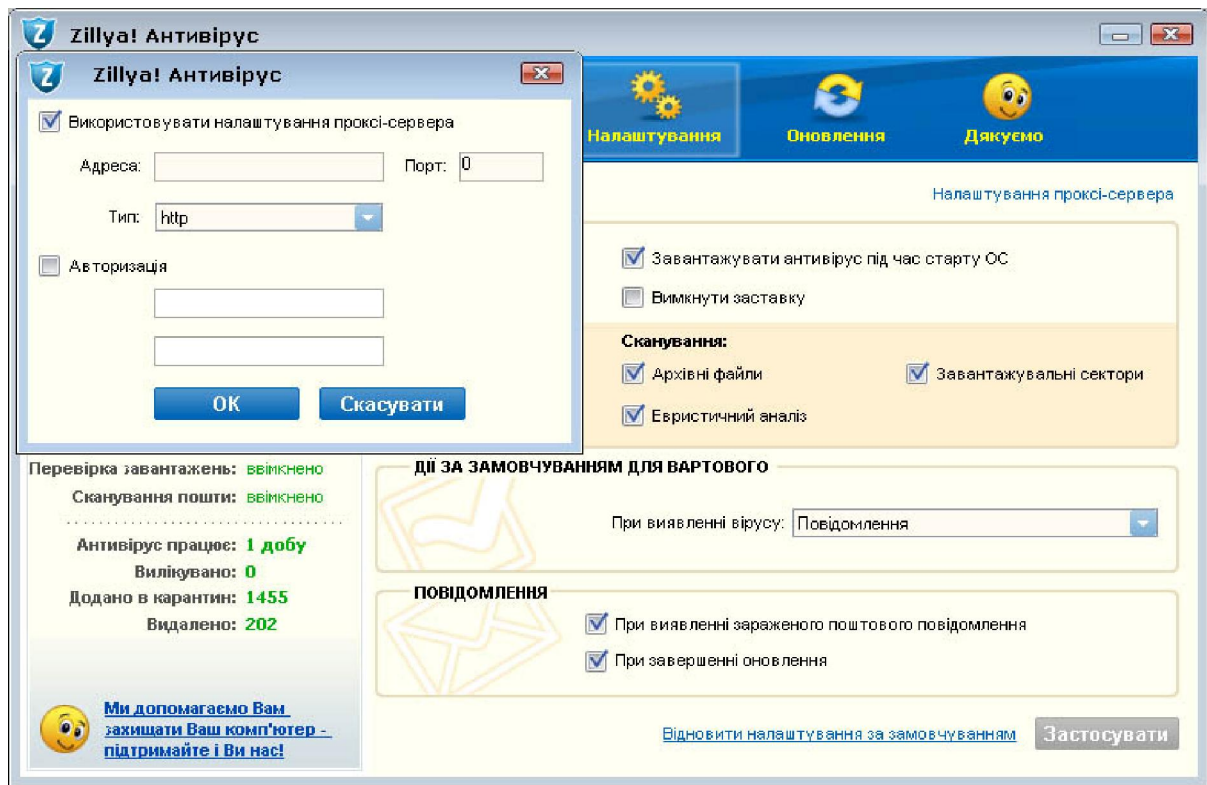 Zillya! Антивірус
Zillya! Антивірус
Використовувати налаштування проксі-сервера
Адреса:
Порт: 0
Тип: http
Авторизація
OK
Скасувати
Налаштування
Оновлення
Дякуємо
Налаштування проксі-сервера
Завантажувати антивірус під час старту ОС
Вимкнути заставку
Сканування:
Архівні файли
Завантажувальні сектори
Евристичний аналіз
Перевірка завантажень: ввімкнено
Сканування пошти: ввімкнено
Антивірус працює: 1 добу
Вилікувано: 0
Додано в карантин: 1455
Видалено: 202
Ми допомагаємо Вам
захищати Ваш комп'ютер -
підтримайте і Ви нас!
ДІЇ ЗА ЗАМОВЧУВАННЯМ ДЛЯ ВАРТОВОГО
При виявленні вірусу: Повідомлення
ПОВІДОМЛЕННЯ
При виявленні зараженого поштового повідомлення
При завершенні оновлення
Відновити налаштування за замовчуванням
Застосувати